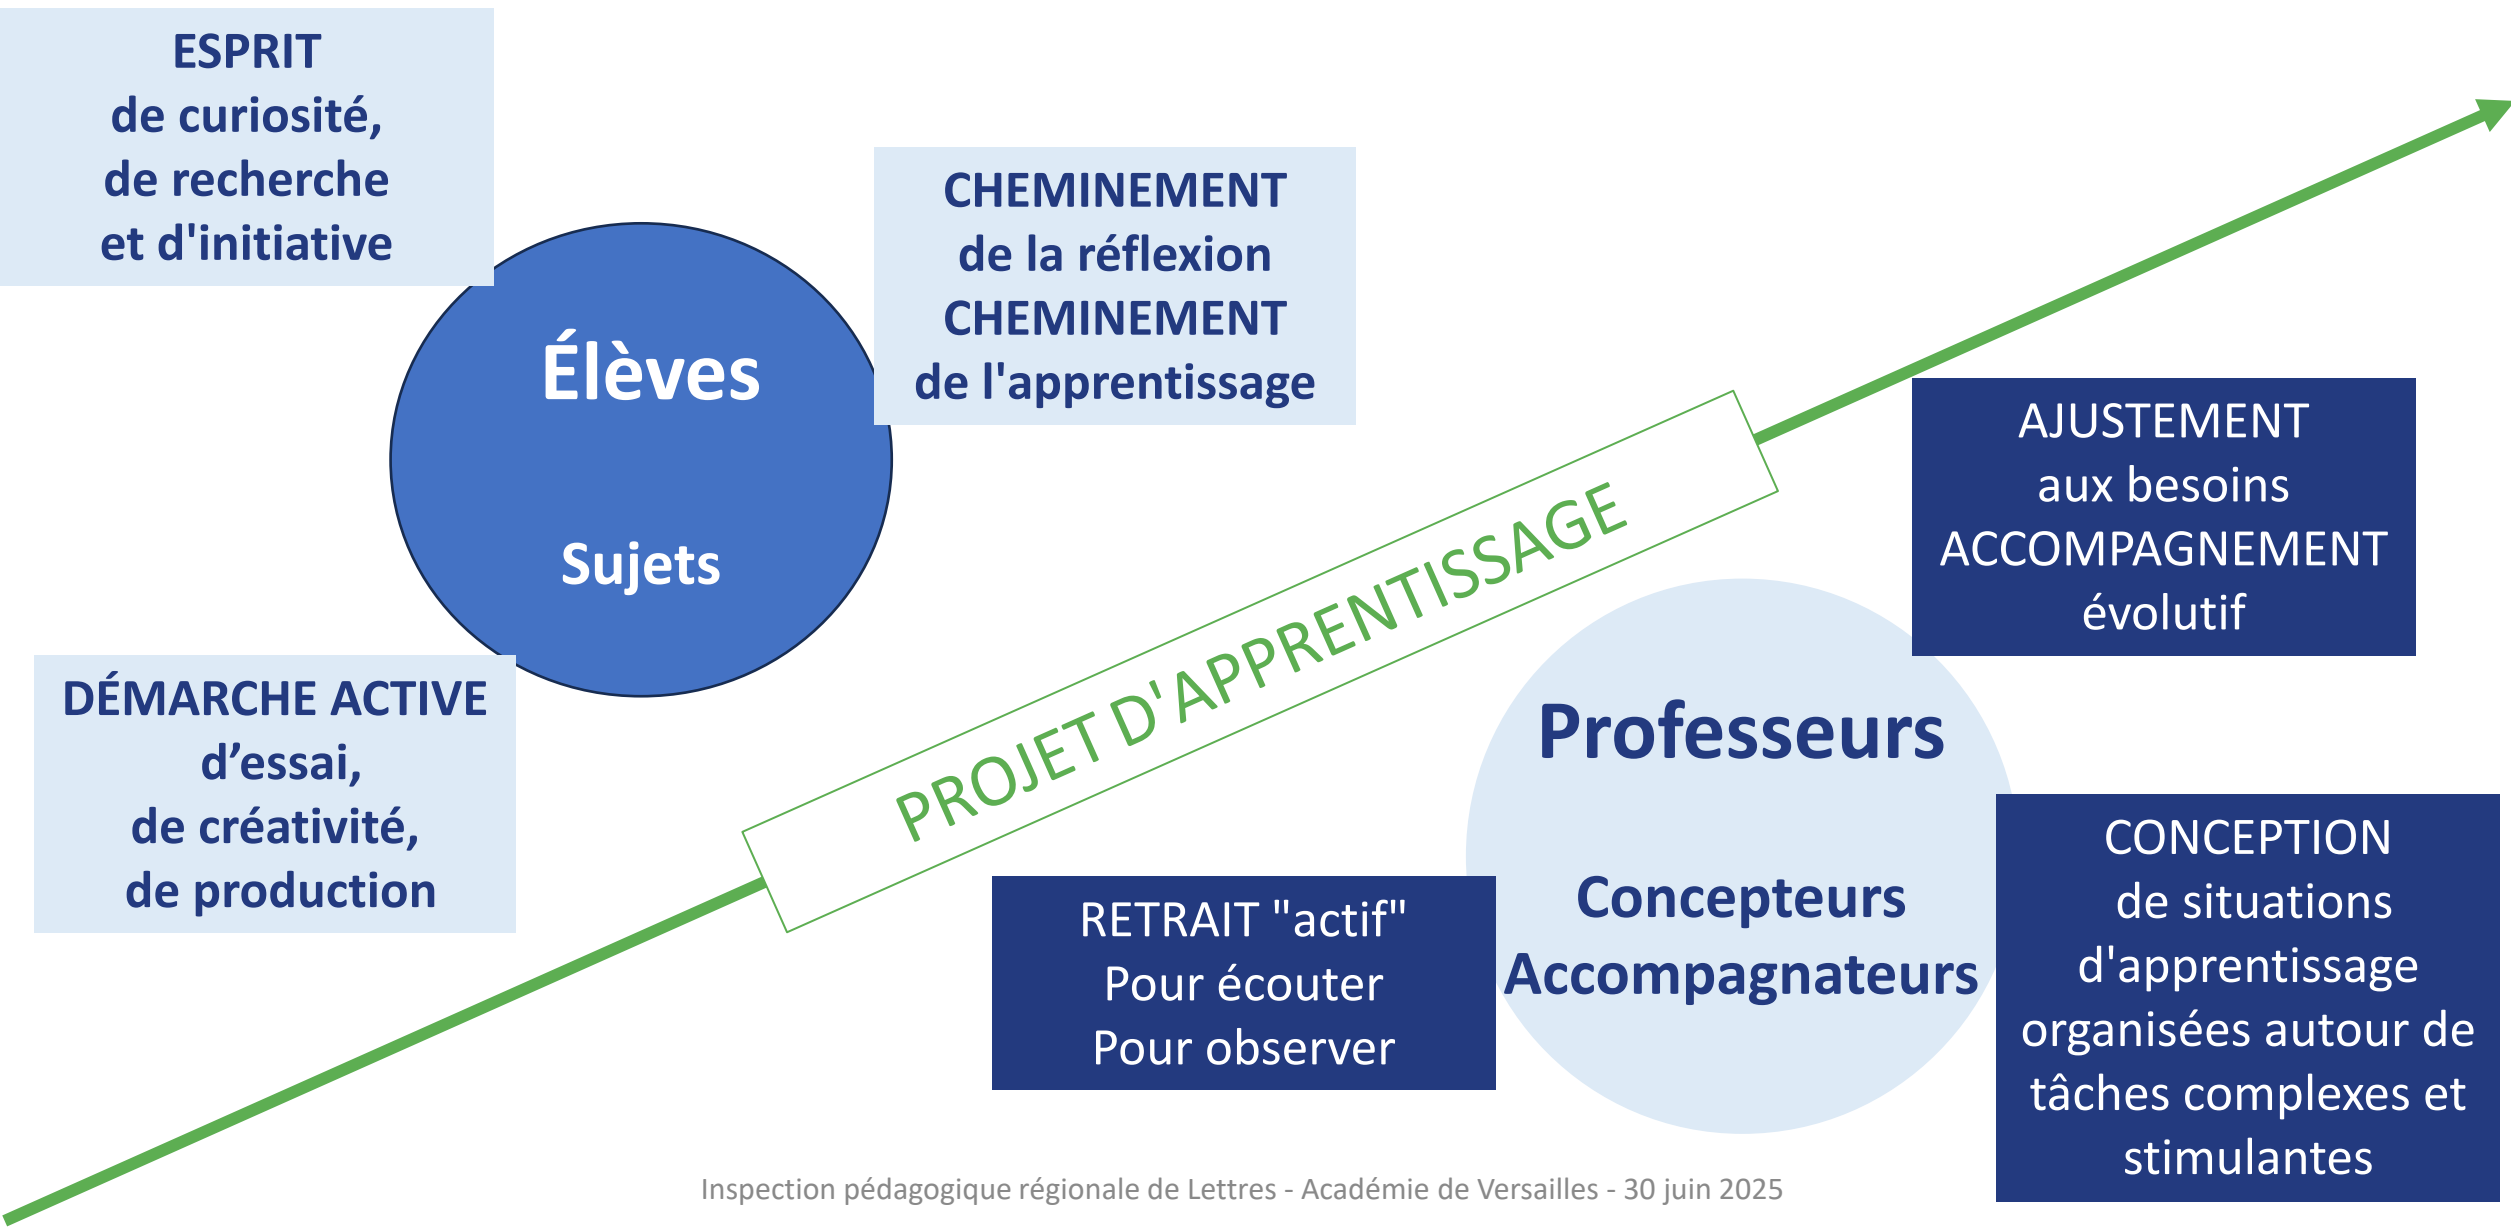 ESPRIT
de curiosité,
de recherche
et d'initiative
CHEMINEMENT
de la réflexion
CHEMINEMENT
de l'apprentissage
Élèves
Sujets
DÉMARCHE ACTIVE
d’essai,
de créativité,
de production
PROJET D'APPRENTISSAGE
AJUSTEMENT
aux besoins
ACCOMPAGNEMENT
évolutif
Professeurs
Concepteurs
Accompagnateurs
RETRAIT "actif"
Pour écouter
Pour observer
CONCEPTION
de situations
d'apprentissage
organisées autour de
tâches complexes et
stimulantes
Inspection pédagogique régionale de Lettres - Académie de Versailles - 30 juin 2025